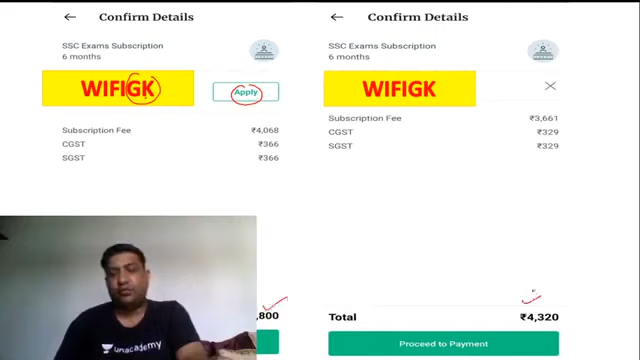 Confirm Details
SSC Exams Subscription
6 months
WIFIGK
Apply
Subscription Fee ₹4,068
CGST ₹366
SGST ₹366
,800
unacademy
Confirm Details
SSC Exams Subscription
6 months
WIFIGK
Subscription Fee ₹3,661
CGST ₹329
SGST ₹329
Total ₹4,320
Proceed to Payment